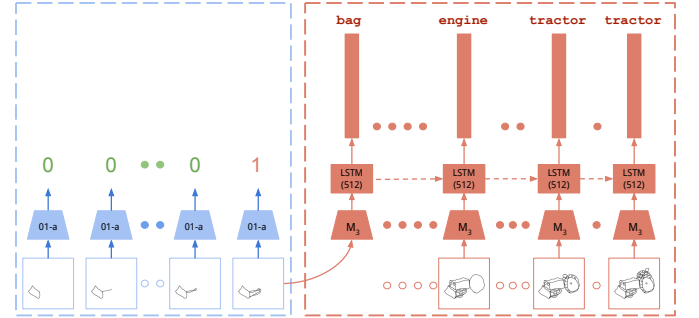 bag engine tractor tractor
0 0 0 1
LSTM (512) LSTM (512) LSTM (512) LSTM (512)
01-a 01-a 01-a 01-a M3 M3 M3 M3